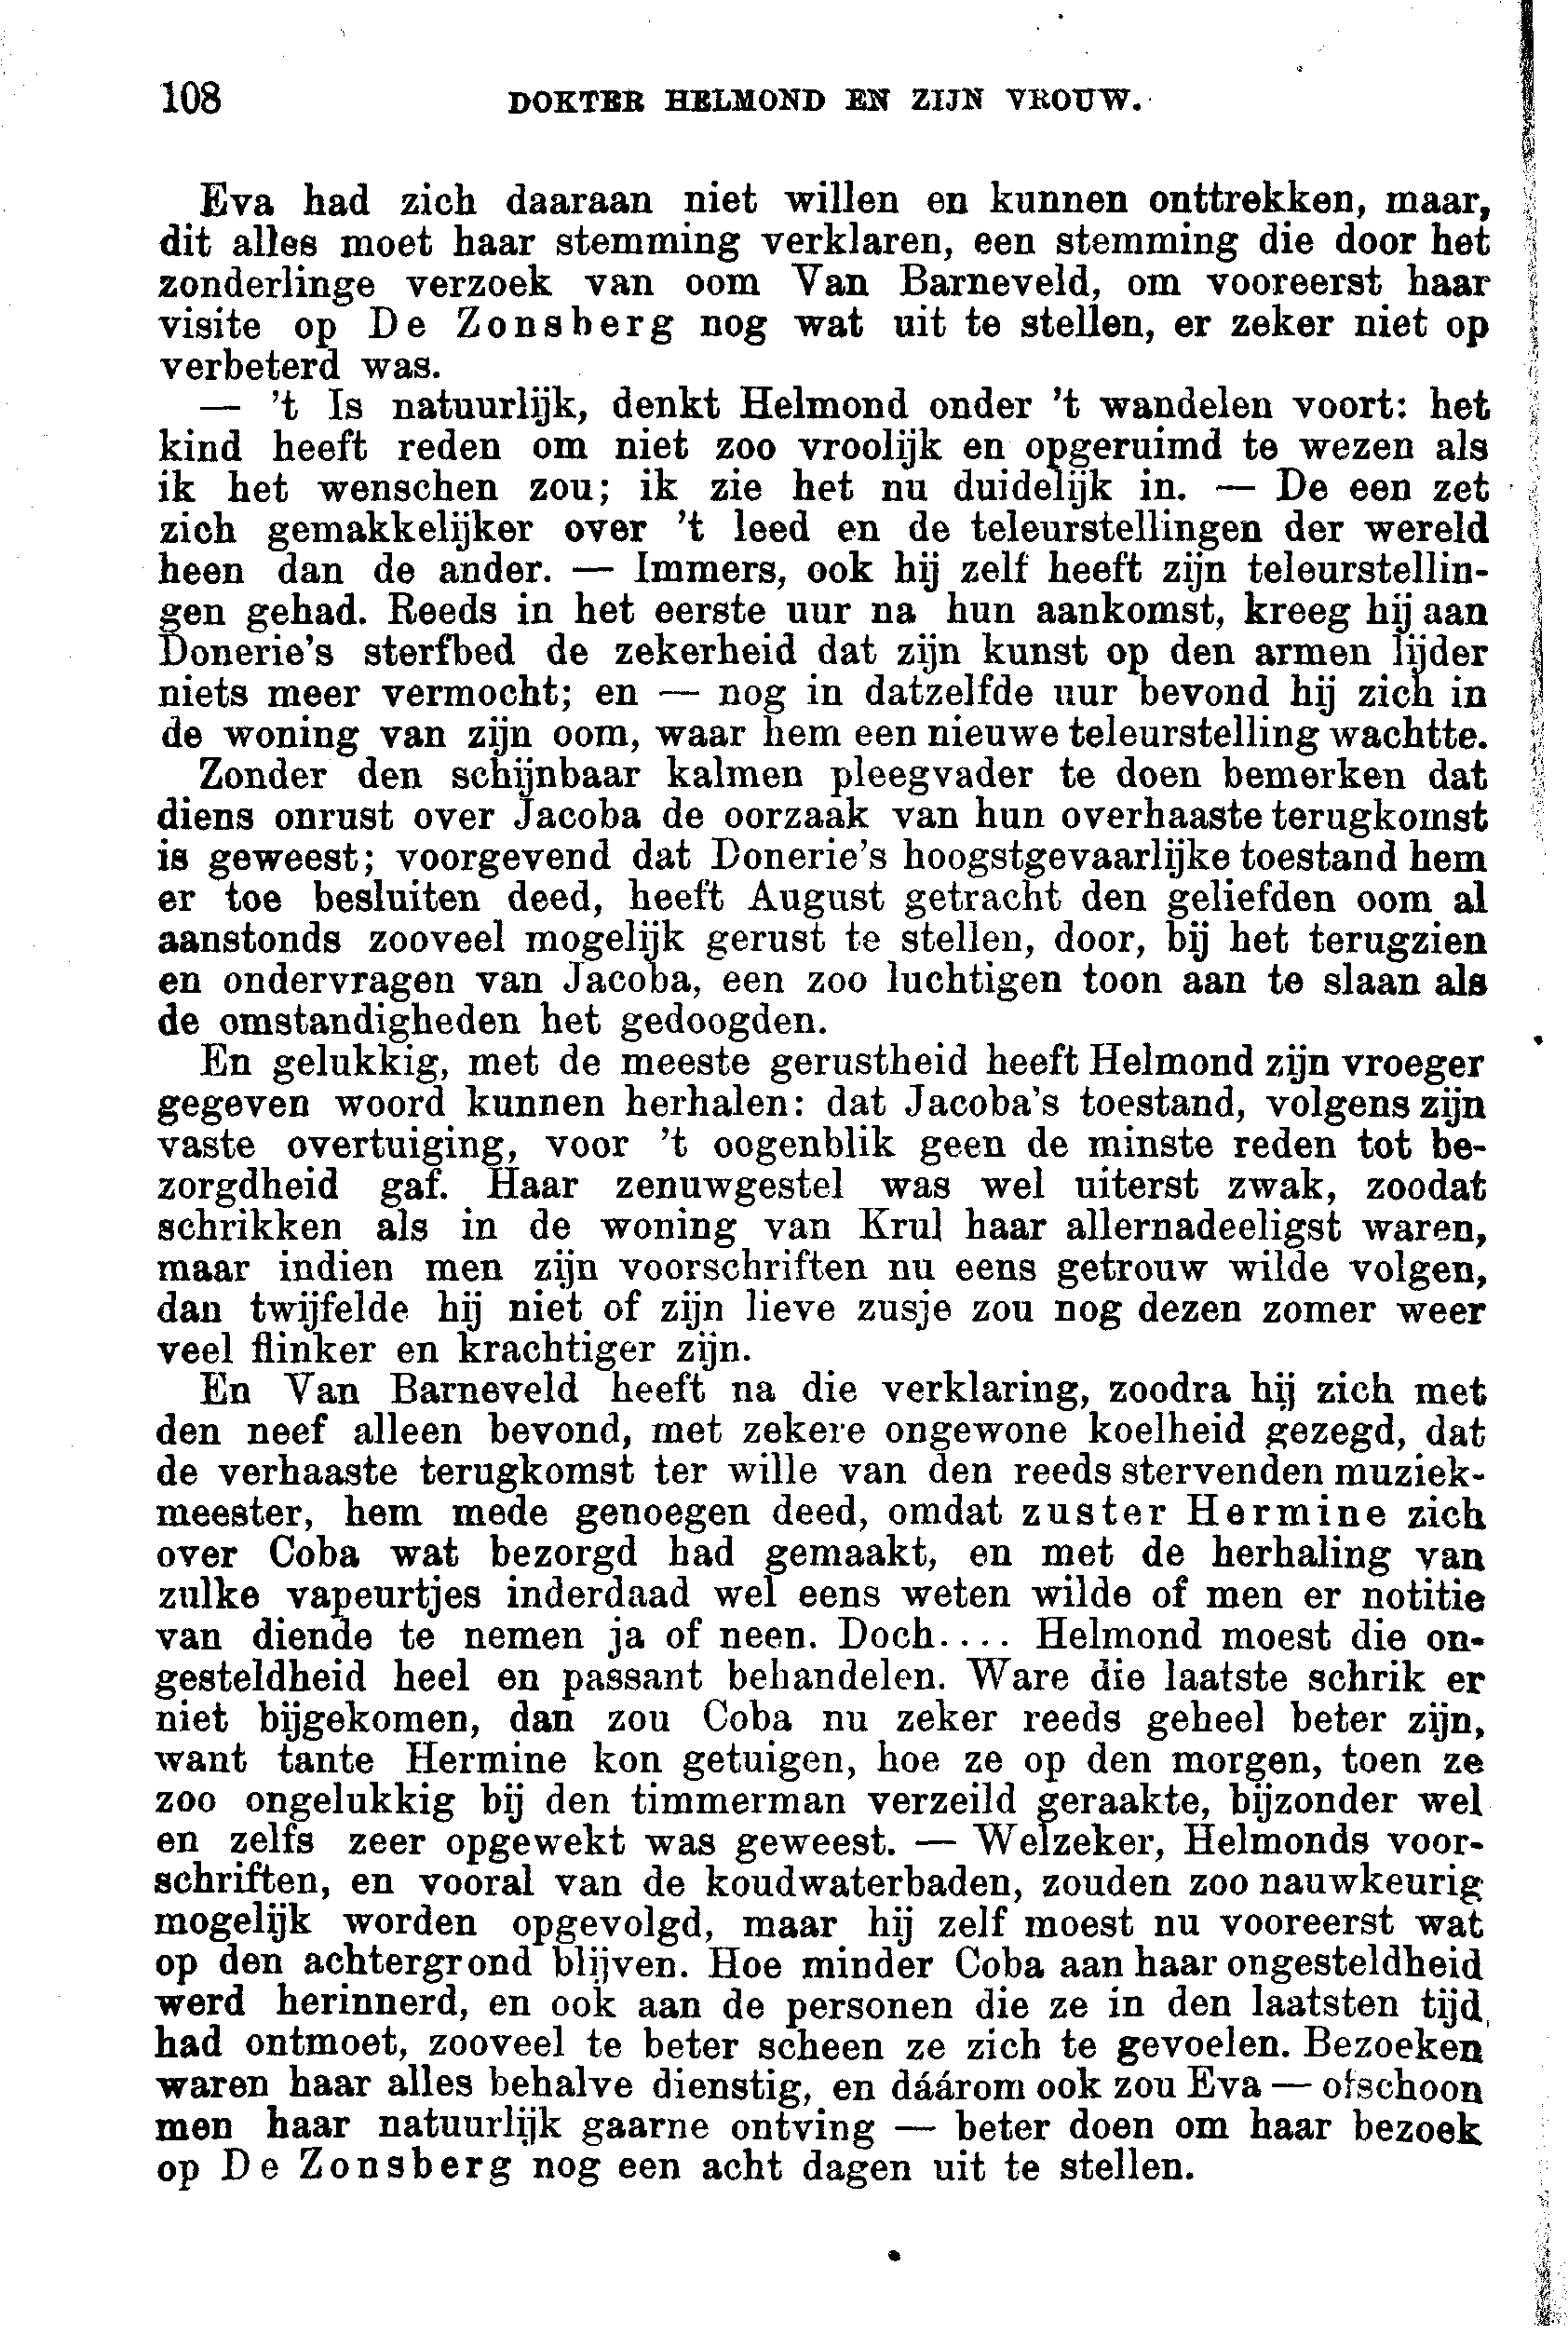 108 DOKTER HELMOND EN ZIJN VROUW.
Eva had zich daaraan niet willen en kunnen onttrekken, maar,
dit alles moet haar stemming verklaren, een stemming die door het
zonderlinge verzoek van oom Van Barneveld, om vooreerst haar
visite op De Zonsberg nog wat uit te stellen, er zeker niet op
verbeterd was.
— 't Is natuurlijk, denkt Helmond onder 't wandelen voort: het
kind heeft reden om niet zoo vroolijk en opgeruimd te wezen als
ik het wenschen zou; ik zie het nu duidelijk in. — De een zet
zich gemakkelijker over 't leed en de teleurstellingen der wereld
heen dan de ander. — Immers, ook hij zelf heeft zijn teleurstellin-
gen gehad. Reeds in het eerste uur na hun aankomst, kreeg hij aan
Donerie's sterfbed de zekerheid dat zijn kunst op den armen lijder
niets meer vermocht; en — nog in datzelfde uur bevond hij zich in
de woning van zijn oom, waar hem een nieuwe teleurstelling wachtte.
Zonder den schijnbaar kalmen pleegvader te doen bemerken dat
diens onrust over Jacoba de oorzaak van hun overhaaste terugkomst
is geweest; voorgevend dat Donerie's hoogstgevaarlijke toestand hem
er toe besluiten deed, heeft August getracht den geliefden oom al
aanstonds zooveel mogelijk gerust te stellen, door, bij het terugzien
en ondervragen van Jacoba, een zoo luchtigen toon aan te slaan als
de omstandigheden het gedoogden.
En gelukkig, met de meeste gerustheid heeft Helmond zijn vroeger
gegeven woord kunnen herhalen: dat Jacoba's toestand, volgens zijn
vaste overtuiging, voor 't oogenblik geen de minste reden tot be-
zorgdheid gaf. Haar zenuwgestel was wel uiterst zwak, zoodat
schrikken als in de woning van Krul haar allernadeeligst waren,
maar indien men zijn voorschriften nu eens getrouw wilde volgen,
dan twijfelde hij niet of zijn lieve zusje zou nog dezen zomer weer
veel flinker en krachtiger zijn.
En Van Barneveld heeft na die verklaring, zoodra hij zich met
den neef alleen bevond, met zekere ongewone koelheid gezegd, dat
de verhaaste terugkomst ter wille van den reeds stervenden muziek-
meester, hem mede genoegen deed, omdat zuster Hermine zich
over Coba wat bezorgd had gemaakt, en met de herhaling van
zulke vapeurtjes inderdaad wel eens weten wilde of men er notitie
van diende te nemen ja of neen. Doch.... Helmond moest die on-
gesteldheid heel en passant behandelen. Ware die laatste schrik er
niet bijgekomen, dan zou Coba nu zeker reeds geheel beter zijn,
want tante Hermine kon getuigen, hoe ze op den morgen, toen ze
zoo ongelukkig bij den timmerman verzeild geraakte, bijzonder wel
en zelfs zeer opgewekt was geweest. — Welzeker, Helmonds voor-
schriften, en vooral van de koudwaterbaden, zouden zoo nauwkeurig
mogelijk worden opgevolgd, maar hij zelf moest nu vooreerst wat
op den achtergrond blijven. Hoe minder Coba aan haar ongesteldheid
werd herinnerd, en ook aan de personen die ze in den laatsten tijd
had ontmoet, zooveel te beter scheen ze zich te gevoelen. Bezoeken
waren haar alles behalve dienstig, en dáárom ook zou Eva — ofschoon
men haar natuurlijk gaarne ontving — beter doen om haar bezoek
op De Zonsberg nog een acht dagen uit te stellen.